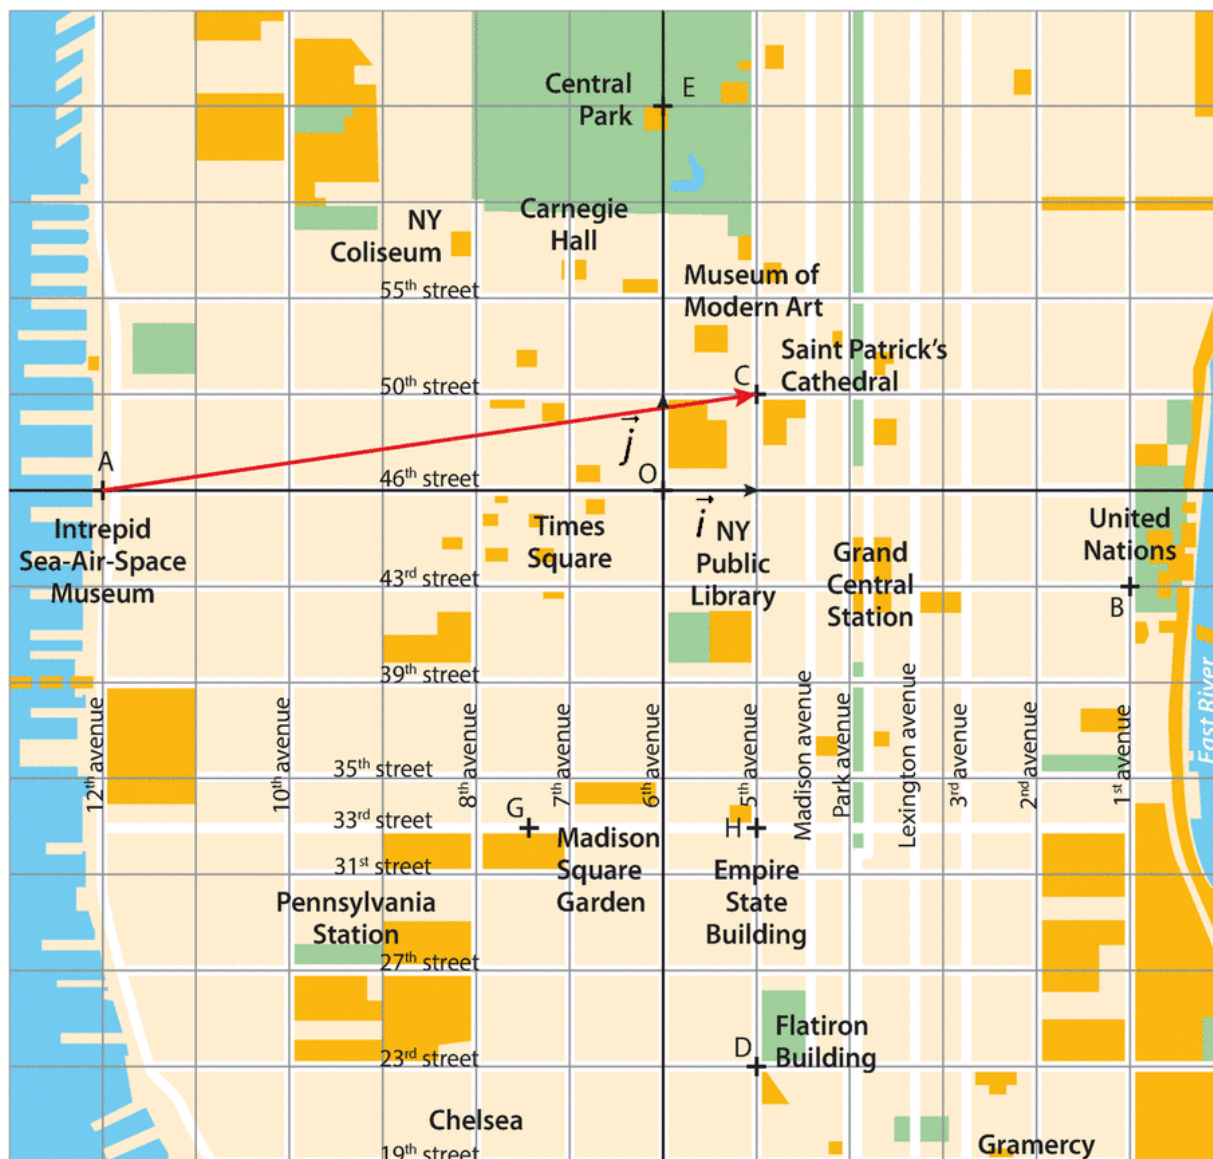 Central
Park
E
NY
Coliseum
Carnegie
Hall
Museum of
Modern Art
55th street
Saint Patrick's
Cathedral
C
50th street
j
A
46th street
O
i
Intrepid
Sea-Air-Space
Museum
Times
Square
NY
Public
Library
Grand
Central
Station
United
Nations
B
43rd street
39th street
12th avenue
10th avenue
8th avenue
7th avenue
6th avenue
5th avenue
Madison avenue
Park avenue
Lexington avenue
3rd avenue
2nd avenue
1st avenue
East River
35th street
33rd street
31st street
G
Madison
Square
Garden
H
Empire
State
Building
Pennsylvania
Station
27th street
D
Flatiron
Building
23rd street
Chelsea
19th street
Gramercy